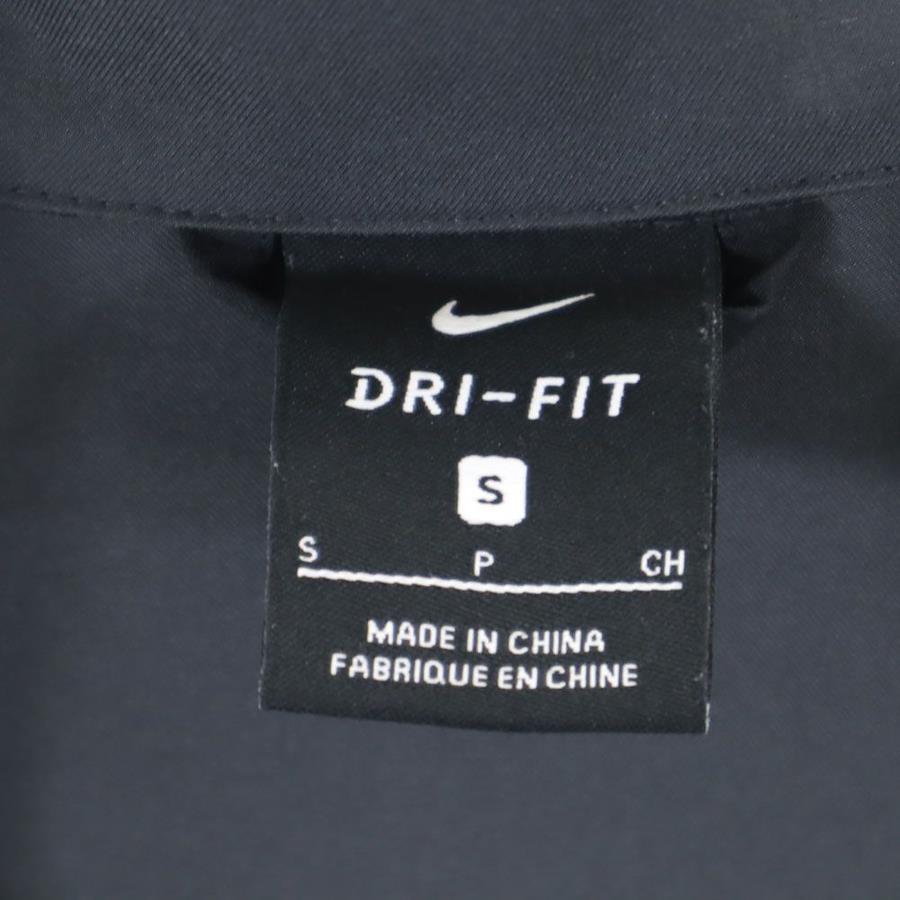 DRI-FIT
S
S P CH
MADE IN CHINA
FABRIQUE EN CHINE